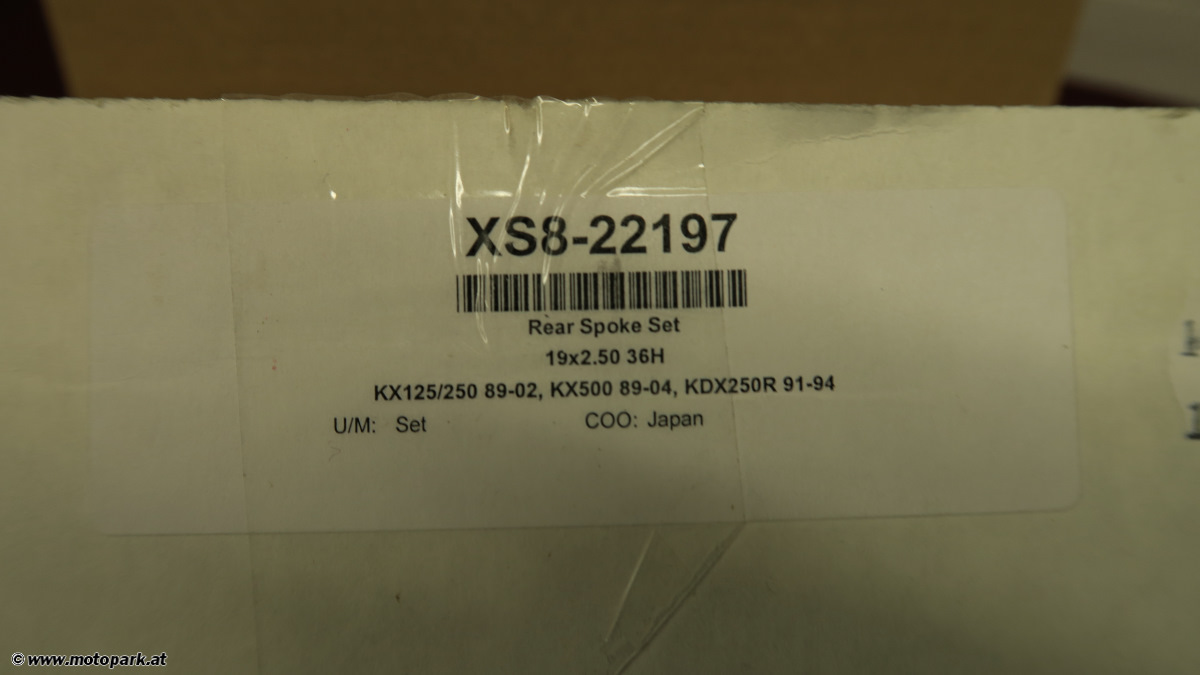 XS8-22197
Rear Spoke Set
19x2.50 36H
KX125/250 89-02, KX500 89-04, KDX250R 91-94
U/M: Set COO: Japan
© www.motopark.at